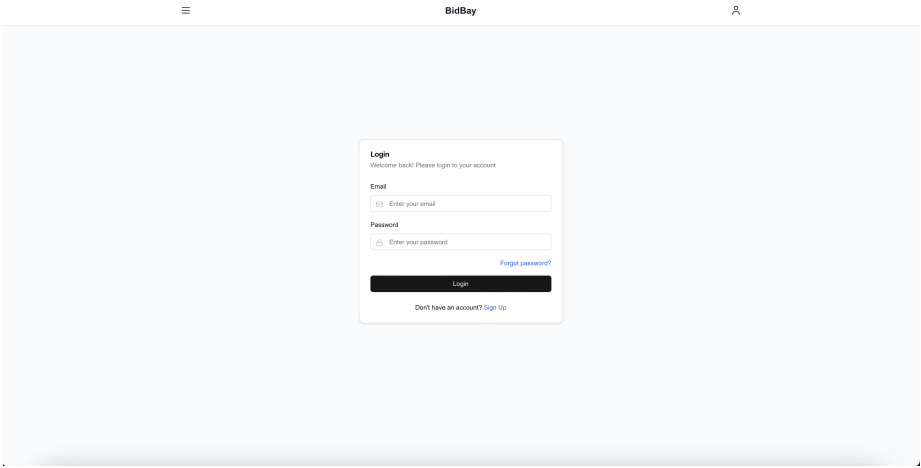 BidBay
Login
Welcome back! Please login to your account
Email
Enter your email
Password
Enter your password
Forgot password?
Login
Don't have an account? Sign Up